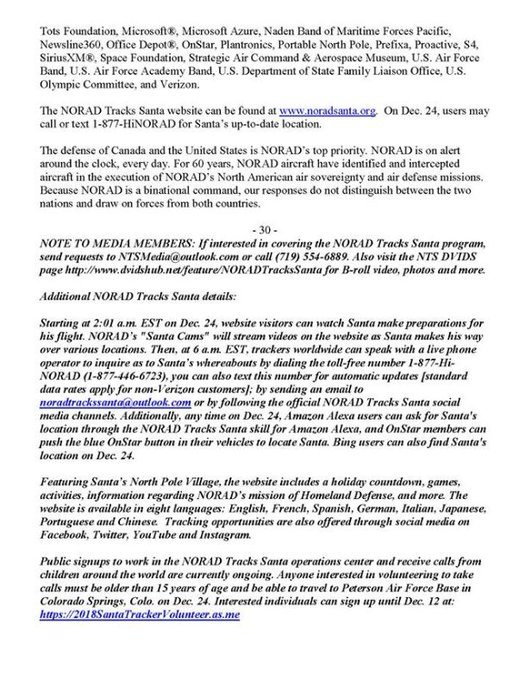 Tots Foundation, Microsoft®, Microsoft Azure, Naden Band of Maritime Forces Pacific,
Newsline360, Office Depot®, OnStar, Plantronics, Portable North Pole, Prefixa, Proactive, S4,
SiriusXM®, Space Foundation, Strategic Air Command & Aerospace Museum, U.S. Air Force
Band, U.S. Air Force Academy Band, U.S. Department of State Family Liaison Office, U.S.
Olympic Committee, and Verizon.
The NORAD Tracks Santa website can be found at www.noradsanta.org. On Dec. 24, users may
call or text 1-877-HiNORAD for Santa's up-to-date location.
The defense of Canada and the United States is NORAD's top priority. NORAD is on alert
around the clock, every day. For 60 years, NORAD aircraft have identified and intercepted
aircraft in the execution of NORAD's North American air sovereignty and air defense missions.
Because NORAD is a binational command, our responses do not distinguish between the two
nations and draw on forces from both countries.
- 30 -
NOTE TO MEDIA MEMBERS: If interested in covering the NORAD Tracks Santa program,
send requests to NTSMedia@outlook.com or call (719) 554-6889. Also visit the NTS DVIDS
page http://www.dvidshub.net/feature/NORADTracksSanta for B-roll video, photos and more.
Additional NORAD Tracks Santa details:
Starting at 2:01 a.m. EST on Dec. 24, website visitors can watch Santa make preparations for
his flight. NORAD's "Santa Cams" will stream videos on the website as Santa makes his way
over various locations. Then, at 6 a.m. EST, trackers worldwide can speak with a live phone
operator to inquire as to Santa's whereabouts by dialing the toll-free number 1-877-Hi-
NORAD (1-877-446-6723), you can also text this number for automatic updates [standard
data rates apply for non-Verizon customers]; by sending an email to
noradtrackssanta@outlook.com or by following the official NORAD Tracks Santa social
media channels. Additionally, any time on Dec. 24, Amazon Alexa users can ask for Santa's
location through the NORAD Tracks Santa skill for Amazon Alexa, and OnStar members can
push the blue OnStar button in their vehicles to locate Santa. Bing users can also find Santa's
location on Dec. 24.
Featuring Santa's North Pole Village, the website includes a holiday countdown, games,
activities, information regarding NORAD's mission of Homeland Defense, and more. The
website is available in eight languages: English, French, Spanish, German, Italian, Japanese,
Portuguese and Chinese. Tracking opportunities are also offered through social media on
Facebook, Twitter, YouTube and Instagram.
Public signups to work in the NORAD Tracks Santa operations center and receive calls from
children around the world are currently ongoing. Anyone interested in volunteering to take
calls must be older than 15 years of age and be able to travel to Peterson Air Force Base in
Colorado Springs, Colo. on Dec. 24. Interested individuals can sign up until Dec. 12 at:
https://2018SantaTrackerVolunteer.as.me